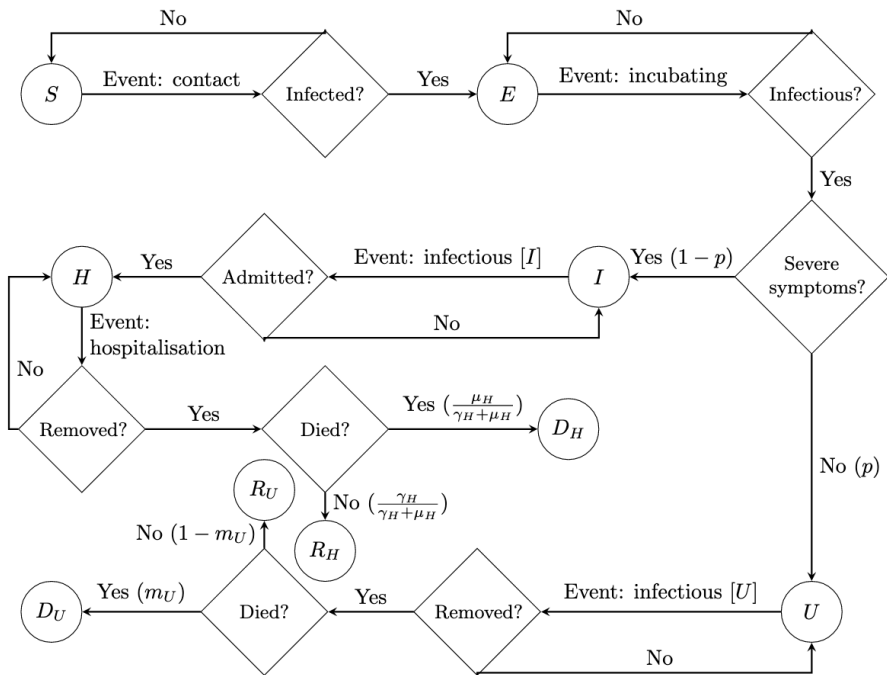 No
No
S
Event: contact
Infected?
Yes
E
Event: incubating
Infectious?
Yes
H
Yes
Admitted?
Event: infectious [I]
I
Yes (1 − p)
Severe
symptoms?
No
Event:
hospitalisation
No
Removed?
Yes
Died?
Yes (μ_H/(γ_H+μ_H))
D_H
No (p)
R_U
No (γ_H/(γ_H+μ_H))
No (1 − m_U)
R_H
D_U
Yes (m_U)
Died?
Yes
Removed?
Event: infectious [U]
U
No